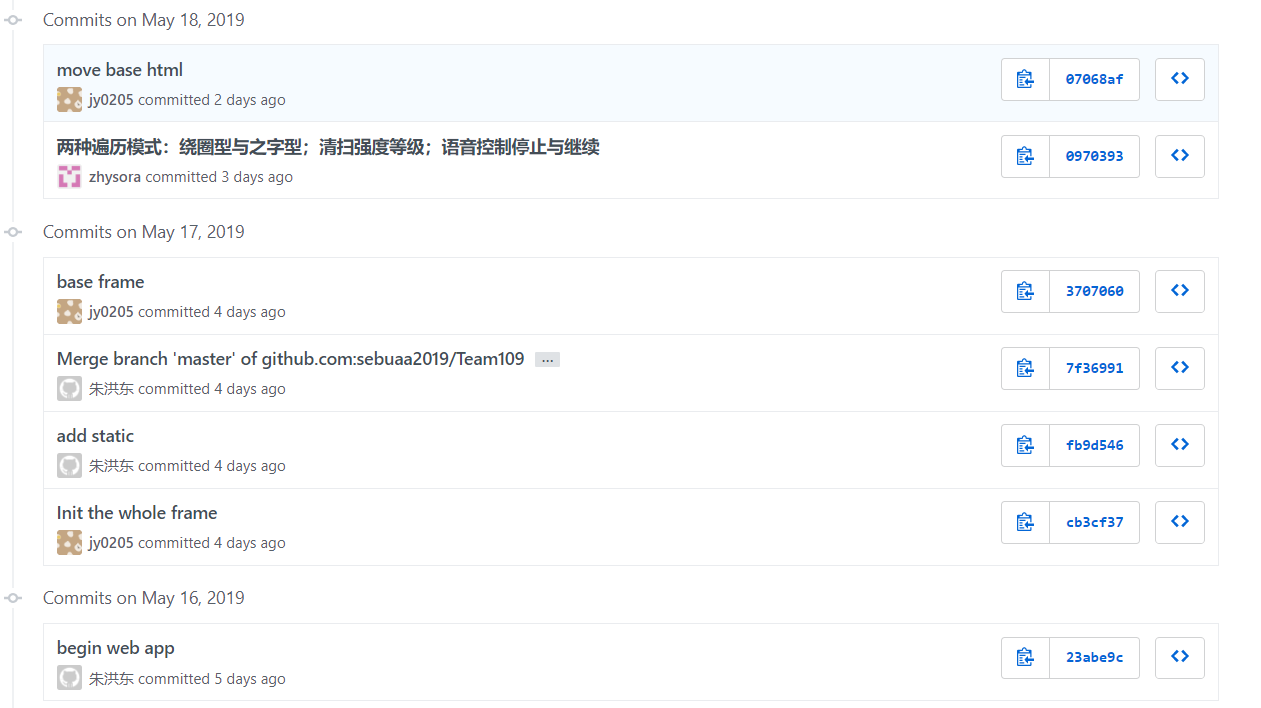 Commits on May 18, 2019
move base html
07068af
jy0205 committed 2 days ago
两种遍历模式：绕圈型与之字型；清扫强度等级；语音控制停止与继续
0970393
zhysora committed 3 days ago
Commits on May 17, 2019
base frame
3707060
jy0205 committed 4 days ago
Merge branch 'master' of github.com:sebuaa2019/Team109 ...
7f36991
朱洪东 committed 4 days ago
add static
fb9d546
朱洪东 committed 4 days ago
Init the whole frame
cb3cf37
jy0205 committed 4 days ago
Commits on May 16, 2019
begin web app
23abe9c
朱洪东 committed 5 days ago